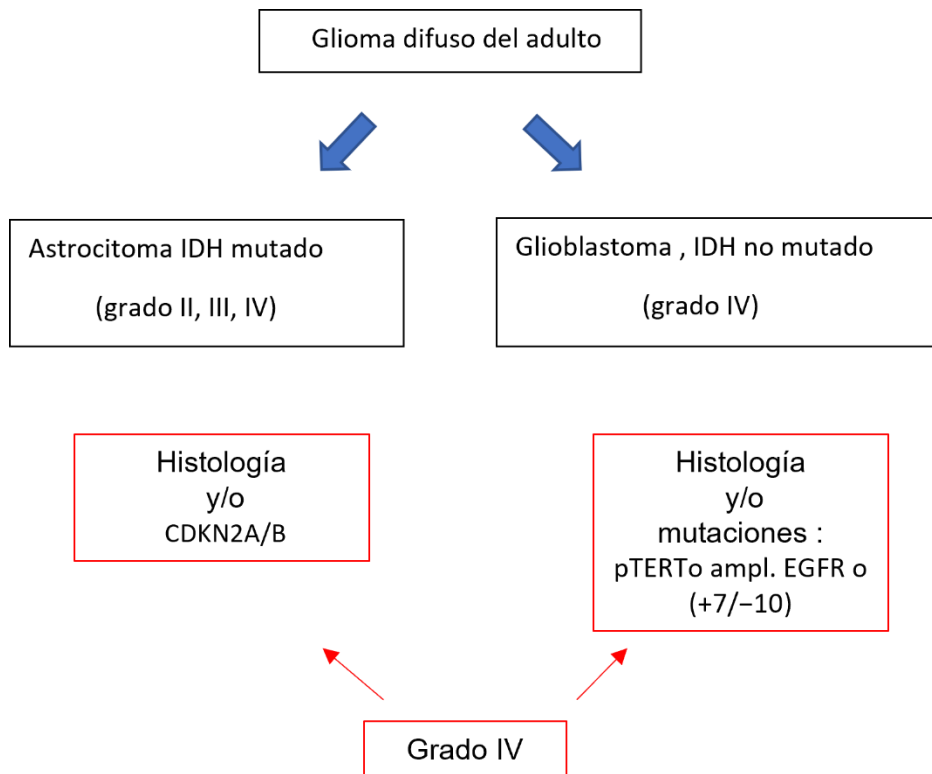 Glioma difuso del adulto
Astrocitoma IDH mutado
(grado II, III, IV)
Glioblastoma , IDH no mutado
(grado IV)
Histología
y/o
CDKN2A/B
Histología
y/o
mutaciones :
pTERTo ampl. EGFR o
(+7/−10)
Grado IV